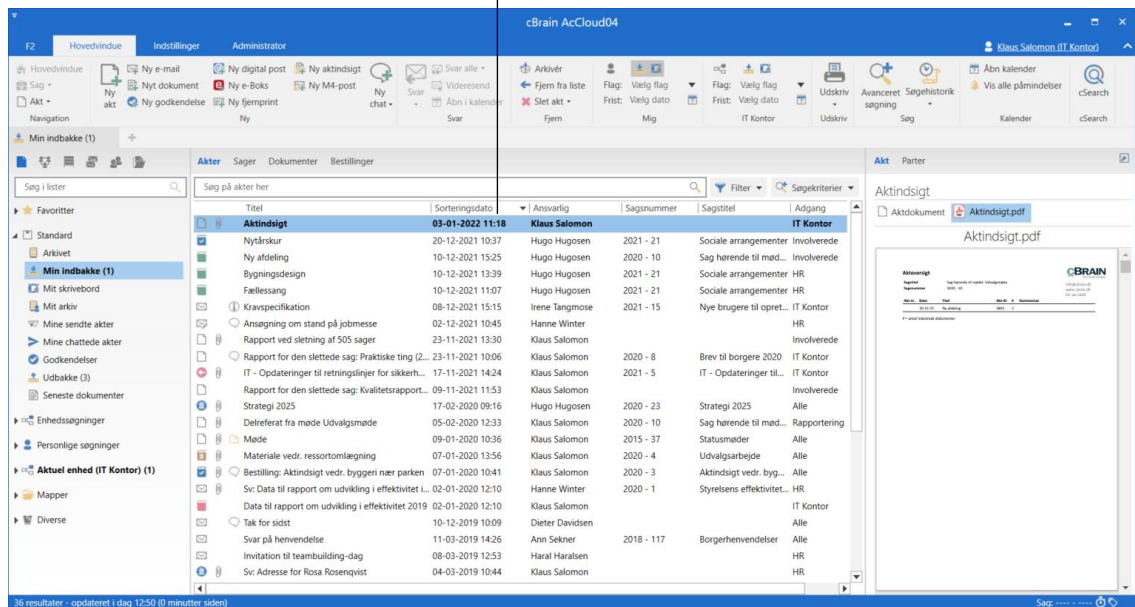 cBrain AcCloud04
F2 Hovedvindue Indstillinger Administrator Klaus Salomon (IT Kontor)
Hovedvindue
Sag
Akt
Navigation
Ny akt
Ny e-mail
Nyt dokument
Ny godkendelse
Ny digital post
Ny e-Boks
Ny fjernprint
Ny aktindsigt
Ny M4-post
Ny chat
Ny
Svar
Svar alle
Videresend
Åbn i kalender
Svar
Arkivér
Fjern fra liste
Slet akt
Fjern
Flag: Vælg flag
Frist: Vælg dato
Mig
Flag: Vælg flag
Frist: Vælg dato
IT Kontor
Udskriv
Udskriv
Avanceret søgning
Søgehistorik
Søg
Åbn kalender
Vis alle påmindelser
Kalender
cSearch
cSearch
Min indbakke (1)
Søg i lister
Favoritter
Standard
Arkivet
Min indbakke (1)
Mit skrivebord
Mit arkiv
Mine sendte akter
Mine chattede akter
Godkendelser
Udbakke (3)
Seneste dokumenter
Enhedssøgninger
Personlige søgninger
Aktuel enhed (IT Kontor) (1)
Mapper
Diverse
Akter Sager Dokumenter Bestillinger
Søg på akter her Filter Søgekriterier
Titel Sorteringsdato Ansvarlig Sagsnummer Sagstitel Adgang
Aktindsigt 03-01-2022 11:18 Klaus Salomon IT Kontor
Nytårskur 20-12-2021 10:37 Hugo Hugosen 2021 - 21 Sociale arrangementer Involverede
Ny afdeling 10-12-2021 15:25 Hugo Hugosen 2020 - 10 Sag hørende til mød... Involverede
Bygningsdesign 10-12-2021 13:39 Hugo Hugosen 2021 - 21 Sociale arrangementer HR
Fællessang 10-12-2021 11:07 Hugo Hugosen 2021 - 21 Sociale arrangementer HR
Kravspecifikation 08-12-2021 15:15 Irene Tangmose 2021 - 15 Nye brugere til opret... IT Kontor
Ansøgning om stand på jobmesse 02-12-2021 10:45 Hanne Winter HR
Rapport ved sletning af 505 sager 23-11-2021 13:30 Klaus Salomon Involverede
Rapport for den slettede sag: Praktiske ting (2... 23-11-2021 10:06 Klaus Salomon 2020 - 8 Brev til borgere 2020 IT Kontor
IT - Opdateringer til retningslinjer for sikkerh... 17-11-2021 14:24 Klaus Salomon 2021 - 5 IT - Opdateringer til... IT Kontor
Rapport for den slettede sag: Kvalitetsrapport... 09-11-2021 11:53 Klaus Salomon Involverede
Strategi 2025 17-02-2020 09:16 Hugo Hugosen 2020 - 23 Strategi 2025 Alle
Delreferat fra møde Udvalgsmøde 05-02-2020 12:33 Klaus Salomon 2020 - 10 Sag hørende til mød... Rapportering
Møde 09-01-2020 10:36 Klaus Salomon 2015 - 37 Statusmøder Alle
Materiale vedr. ressortomlægning 07-01-2020 13:56 Klaus Salomon 2020 - 4 Udvalgsarbejde Alle
Bestilling: Aktindsigt vedr. byggeri nær parken 07-01-2020 10:41 Klaus Salomon 2020 - 3 Aktindsigt vedr. byg... Alle
Sv: Data til rapport om udvikling i effektivitet i... 02-01-2020 12:10 Hanne Winter 2020 - 1 Styrelsens effektivitet... HR
Data til rapport om udvikling i effektivitet 2019 02-01-2020 12:10 Klaus Salomon IT Kontor
Tak for sidst 10-12-2019 10:09 Dieter Davidsen Alle
Svar på henvendelse 11-03-2019 14:26 Ann Sekner 2018 - 117 Borgerhenvendelser Alle
Invitation til teambuilding-dag 08-03-2019 12:53 Haral Haralsen HR
Sv: Adresse for Rosa Rosenqvist 04-03-2019 10:44 Klaus Salomon HR
Akt Parter
Aktindsigt
Aktdokument Aktindsigt.pdf
Aktindsigt.pdf
Aktoversigt
CBRAIN
Sagstitel Sag hørende til mødet: Udvalgsmøde
Sagsnummer 2020 - 10
Ny afdeling
36 resultater - opdateret i dag 12:50 (0 minutter siden) Sag: ---- - ----